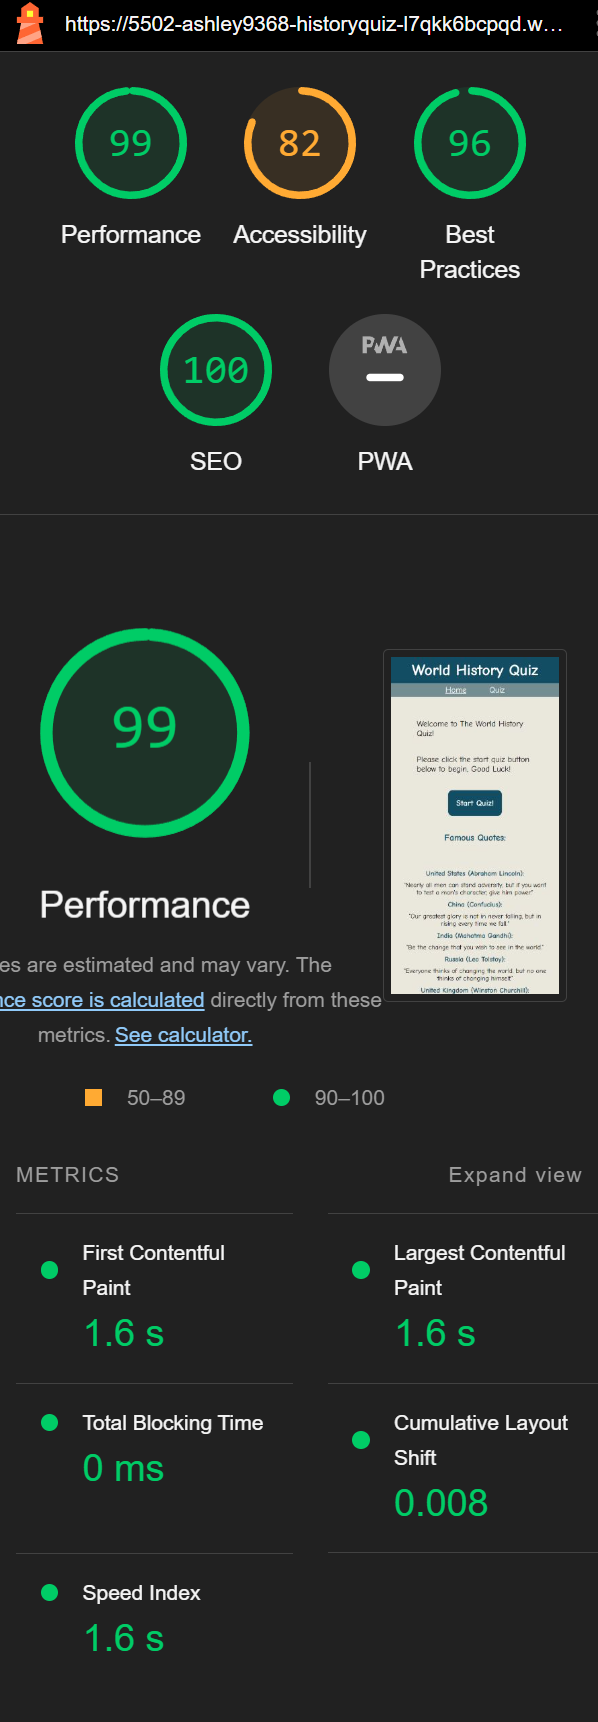 https://5502-ashley9368-historyquiz-l7qkk6bcpqd.w…
99
82
96
Performance
Accessibility
Best
Practices
100
PWA
SEO
PWA
99
Performance
es are estimated and may vary. The
nce score is calculated directly from these
metrics. See calculator.
World History Quiz
Home Quiz
Welcome to The World History
Quiz!
Please click the start quiz button
below to begin. Good Luck!
Start Quiz!
Famous Quotes:
United States (Abraham Lincoln):
"Nearly all men can stand adversity, but if you want
to test a man's character, give him power."
China (Confucius):
"Our greatest glory is not in never falling, but in
rising every time we fall."
India (Mahatma Gandhi):
"Be the change that you wish to see in the world."
Russia (Leo Tolstoy):
"Everyone thinks of changing the world, but no one
thinks of changing himself."
United Kingdom (Winston Churchill):
50–89
90–100
METRICS
Expand view
First Contentful
Paint
1.6 s
Largest Contentful
Paint
1.6 s
Total Blocking Time
0 ms
Cumulative Layout
Shift
0.008
Speed Index
1.6 s